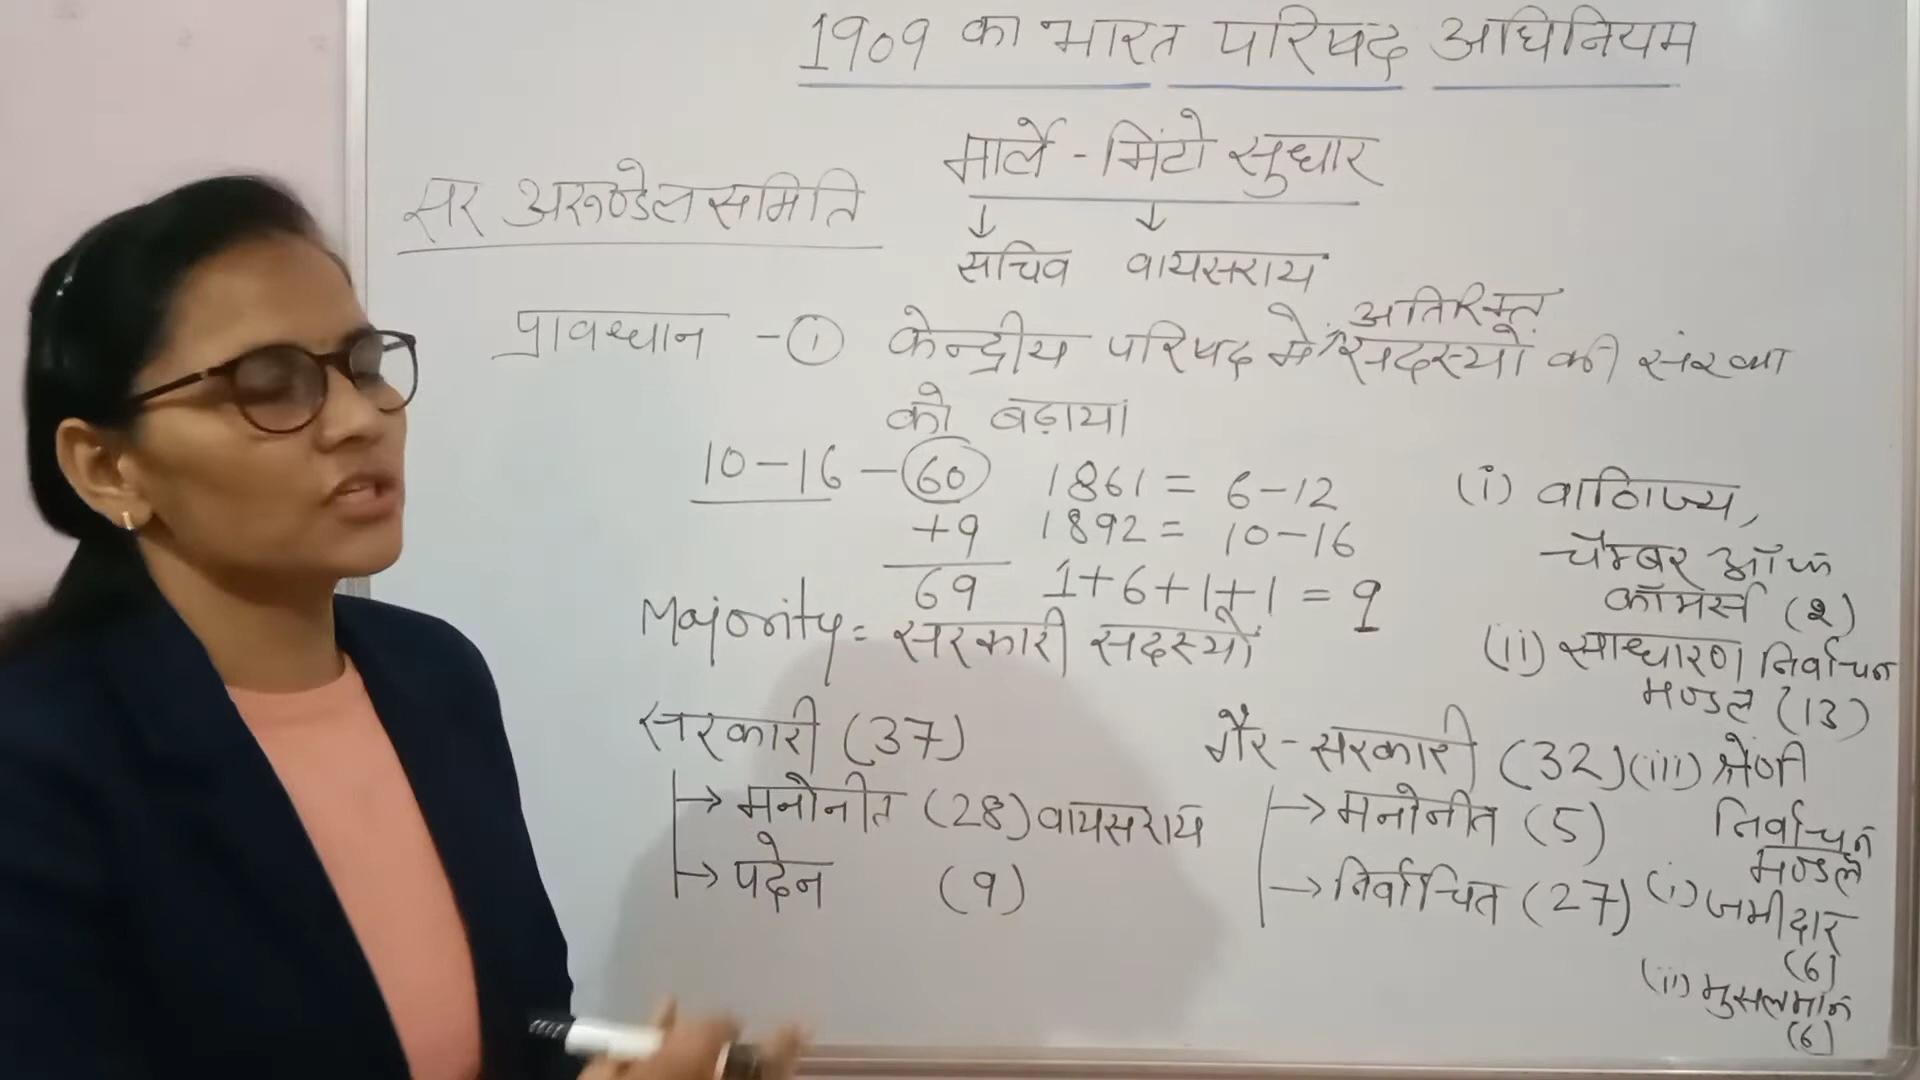 1909 का भारत परिषद अधिनियम
मार्ले - मिंटो सुधार
सर अरुण्डेल समिति
↓ ↓
सचिव वायसराय
अतिरिक्त
प्रावधान - ① केन्द्रीय परिषद में सदस्यों की संख्या
को बढ़ाया
10-16-60
+9
69
1861 = 6-12
1892 = 10-16
1+6+1+1 = 9
Majority = सरकारी सदस्यों
सरकारी (37)
→ मनोनीत (28) वायसराय
→ पदेन (9)
गैर-सरकारी (32)
→ मनोनीत (5)
→ निर्वाचित (27)
(i) वाणिज्य,
चैम्बर ऑफ
कॉमर्स (2)
(ii) साधारण निर्वाचन
मण्डल (13)
(iii) श्रेणी
निर्वाचन
मण्डल
(i) जमीदार
(6)
(ii) मुसलमान
(6)